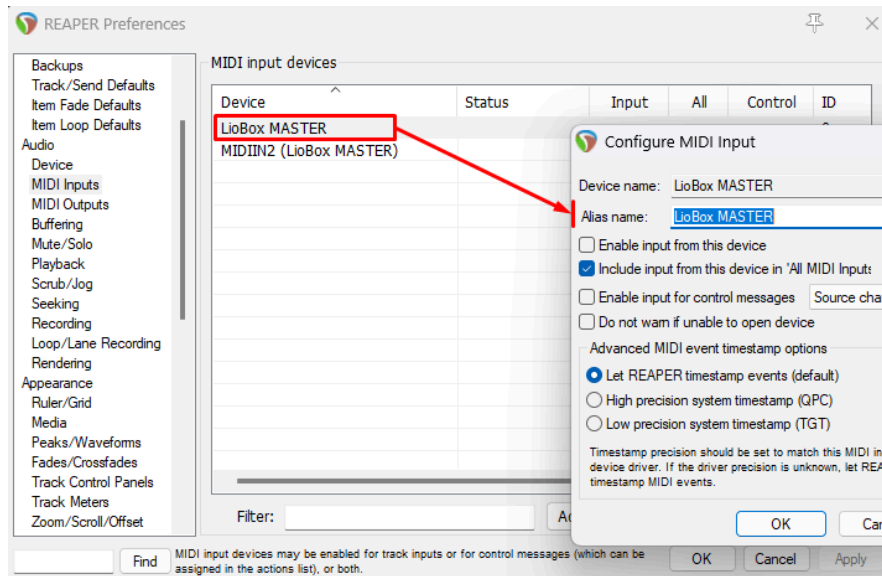 REAPER Preferences
Backups
Track/Send Defaults
Item Fade Defaults
Item Loop Defaults
Audio
Device
MIDI Inputs
MIDI Outputs
Buffering
Mute/Solo
Playback
Scrub/Jog
Seeking
Recording
Loop/Lane Recording
Rendering
Appearance
Ruler/Grid
Media
Peaks/Waveforms
Fades/Crossfades
Track Control Panels
Track Meters
Zoom/Scroll/Offset
Find
MIDI input devices
Device Status Input All Control ID
LioBox MASTER
MIDIIN2 (LioBox MASTER)
Filter:
MIDI input devices may be enabled for track inputs or for control messages (which can be
assigned in the actions list), or both.
OK Cancel Apply
Configure MIDI Input
Device name: LioBox MASTER
Alias name: LioBox MASTER
Enable input from this device
Include input from this device in 'All MIDI Inputs
Enable input for control messages Source
Do not warn if unable to open device
Advanced MIDI event timestamp options
Let REAPER timestamp events (default)
High precision system timestamp (QPC)
Low precision system timestamp (TGT)
Timestamp precision should be set to match this MIDI
device driver. If the driver precision is unknown, let
timestamp MIDI events.
OK